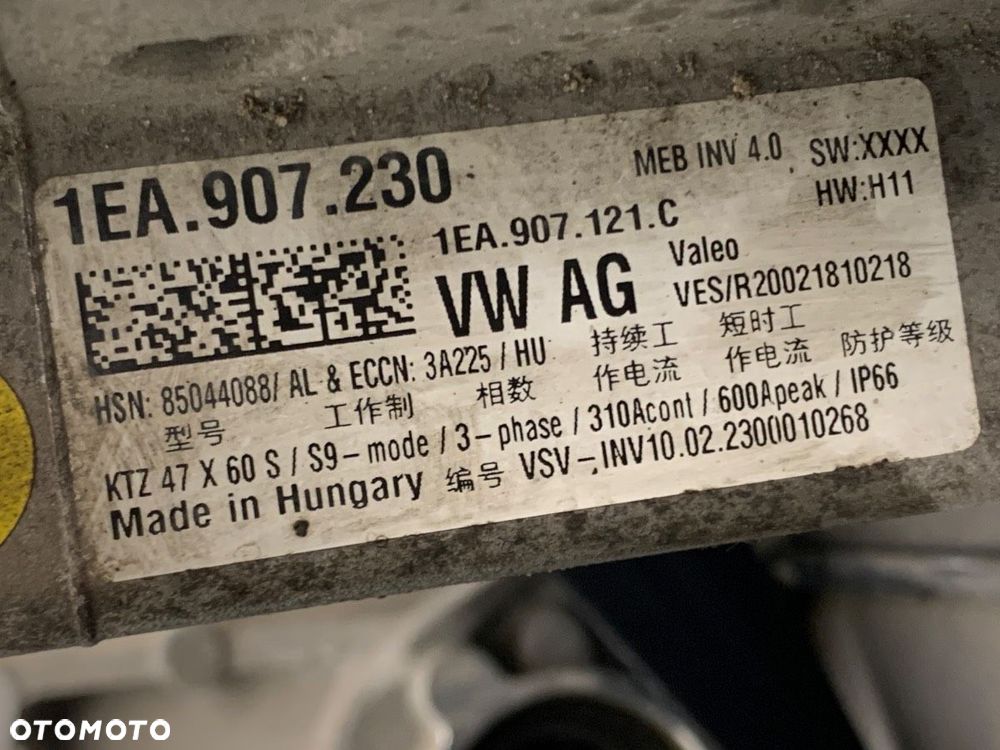 1EA.907.230
MEB INV 4.0 SW:XXXX
HW:H11
1EA.907.121.C
VW AG
Valeo
VES/R20021810218
HSN: 85044088/ AL & ECCN: 3A225 / HU
型号 工作制 相数 持续工作电流 短时工作电流 防护等级
KTZ 47 X 60 S / S9-mode / 3-phase / 310Acont / 600Apeak / IP66
Made in Hungary 编号 VSV-INV10.02.2300010268
OTOMOTO